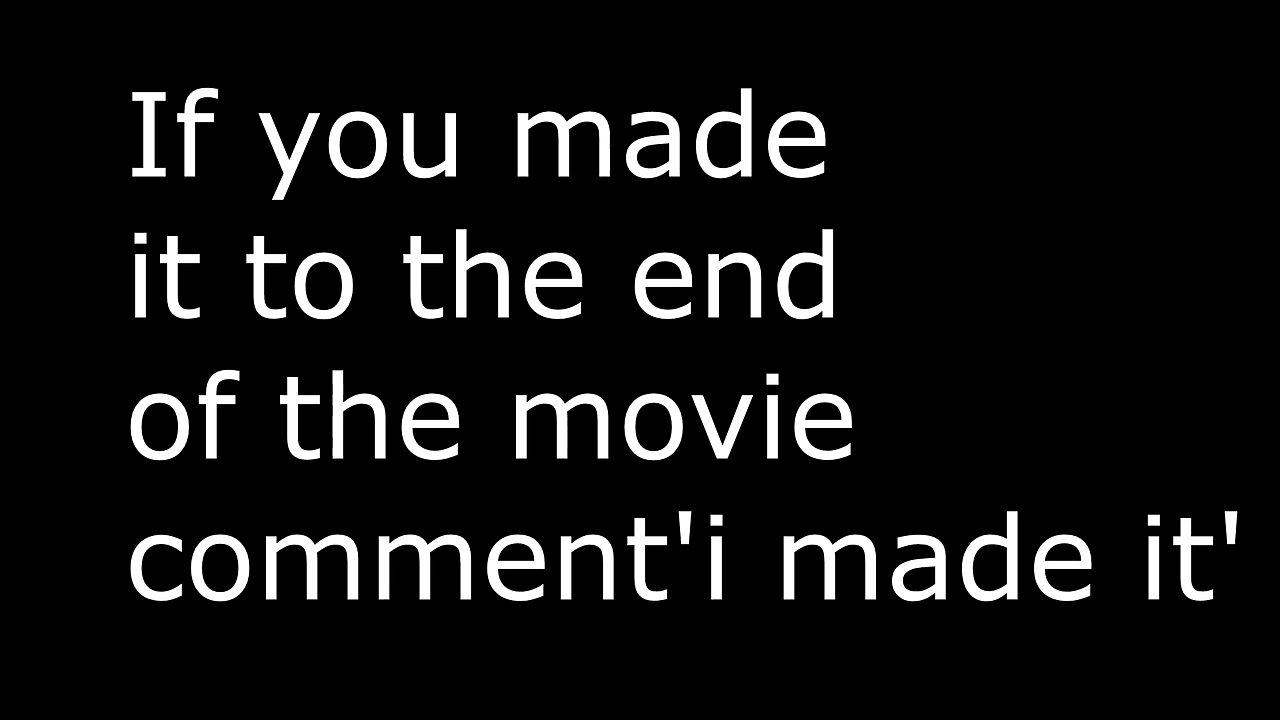 If you made
it to the end
of the movie
comment'i made it'